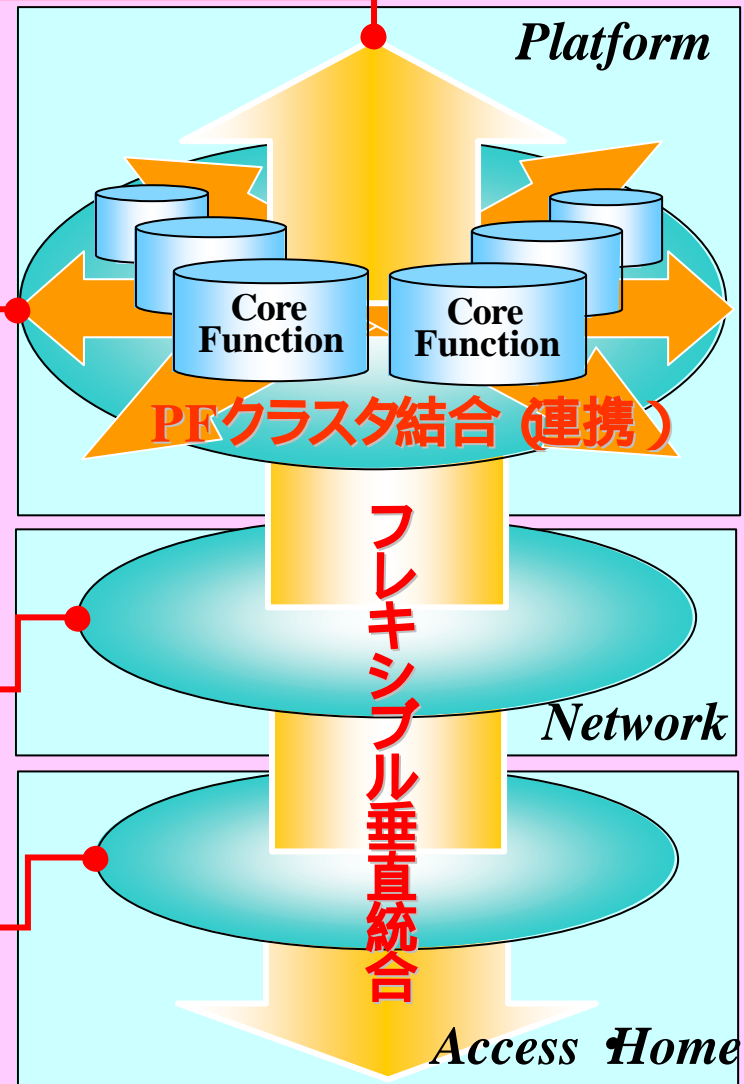 Platform
Core
Function
Core
Function
PFクラスタ結合（連携）
フレキシブル垂直統合
Network
Access・Home